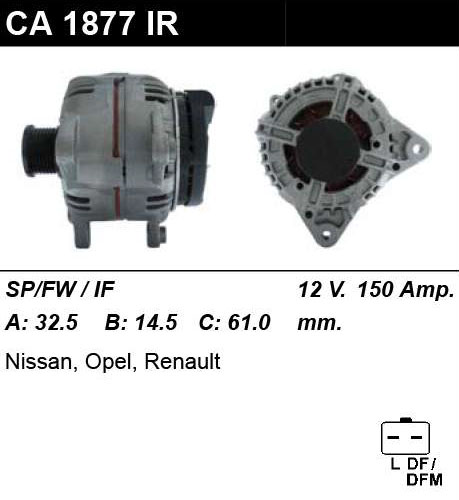 CA 1877 IR
SP/FW / IF 12 V. 150 Amp.
A: 32.5 B: 14.5 C: 61.0 mm.
Nissan, Opel, Renault
L DF/
DFM